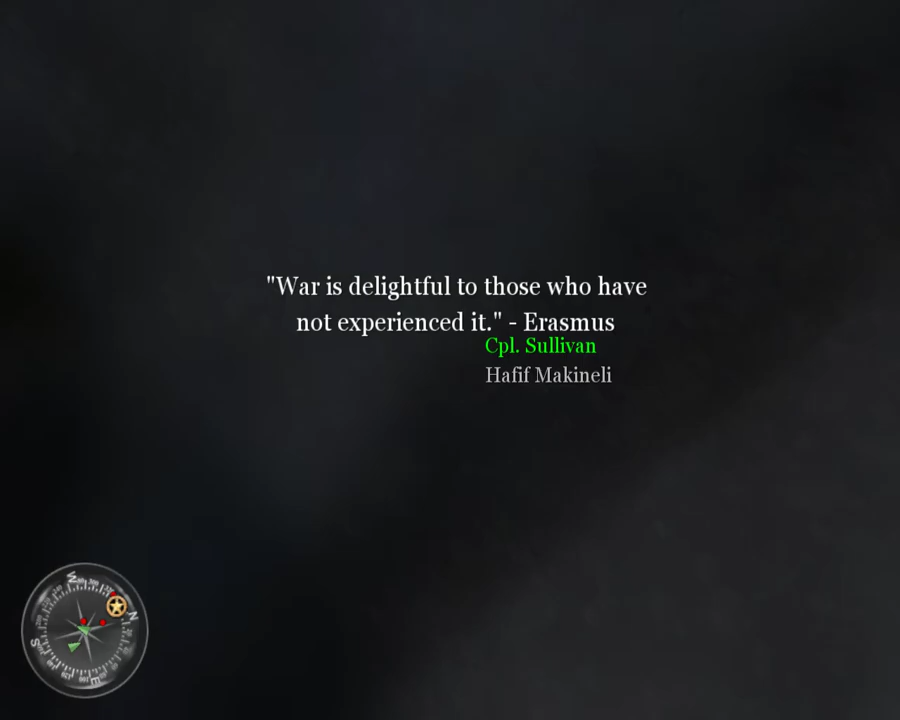 "War is delightful to those who have
not experienced it." - Erasmus
Cpl. Sullivan
Hafif Makineli
W
N
S
E